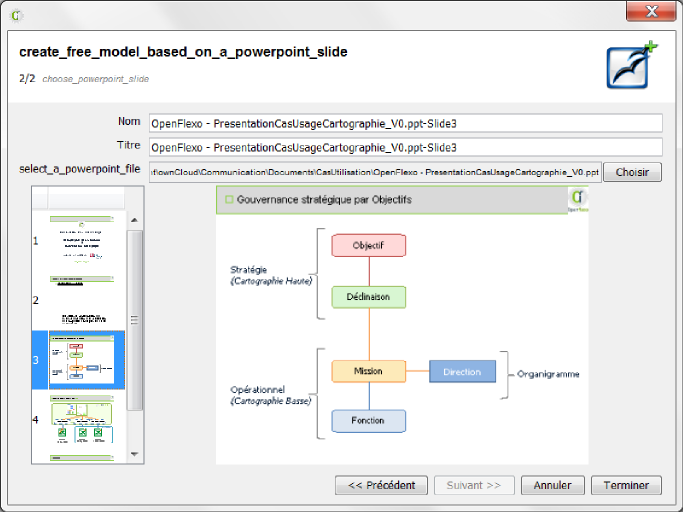 create_free_model_based_on_a_powerpoint_slide
2/2 choose_powerpoint_slide
Nom OpenFlexo - PresentationCasUsageCartographie_V0.ppt-Slide3
Titre OpenFlexo - PresentationCasUsageCartographie_V0.ppt-Slide3
select_a_powerpoint_file flownCloud\Communication\Documents\CasUtilisation\OpenFlexo - PresentationCasUsageCartographie_V0.ppt Choisir
1
2
3
4
Gouvernance stratégique par Objectifs
Objectif
Stratégie
(Cartographie Haute)
Déclinaison
Mission
Direction
Organigramme
Opérationnel
(Cartographie Basse)
Fonction
<< Précédent Suivant >> Annuler Terminer